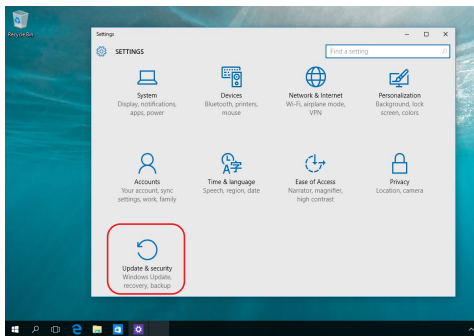 Recycle Bin
Settings
SETTINGS
Find a setting
System
Display, notifications,
apps, power
Devices
Bluetooth, printers,
mouse
Network & Internet
Wi-Fi, airplane mode,
VPN
Personalization
Background, lock
screen, colors
Accounts
Your account, sync
settings, work, family
Time & language
Speech, region, date
Ease of Access
Narrator, magnifier,
high contrast
Privacy
Location, camera
Update & security
Windows Update,
recovery, backup